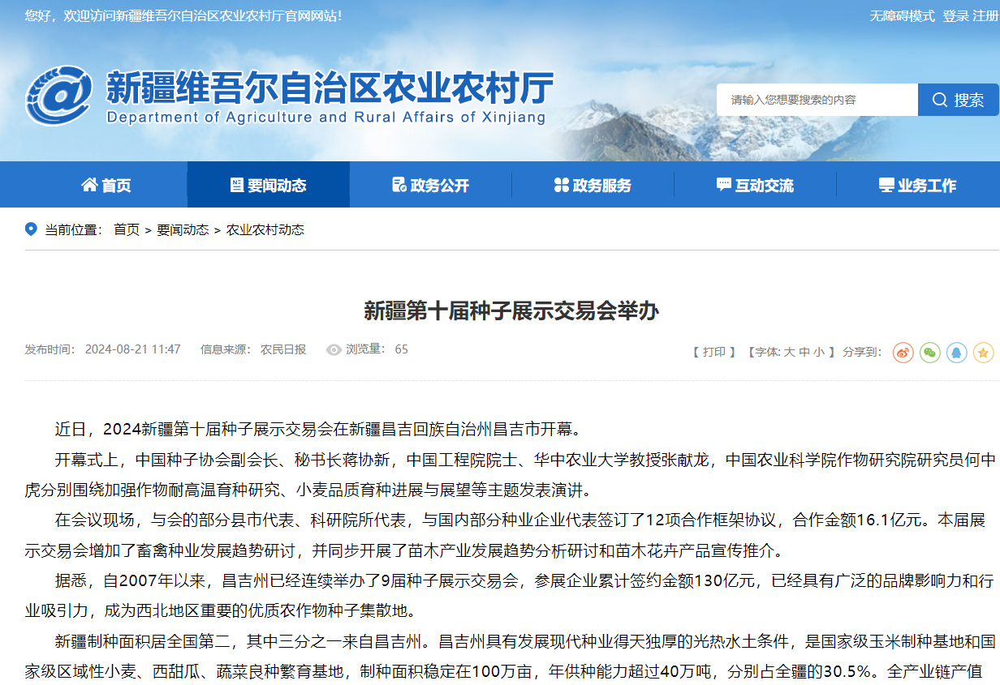 您好，欢迎访问新疆维吾尔自治区农业农村厅官网网站！
无障碍模式 登录 注册
新疆维吾尔自治区农业农村厅
Department of Agriculture and Rural Affairs of Xinjiang
请输入您想要搜索的内容
搜索
首页 要闻动态 政务公开 政务服务 互动交流 业务工作
当前位置： 首页 > 要闻动态 > 农业农村动态
新疆第十届种子展示交易会举办
发布时间： 2024-08-21 11:47 信息来源： 农民日报 浏览量： 65
【 打印 】 【字体: 大 中 小 】 分享到：
近日，2024新疆第十届种子展示交易会在新疆昌吉回族自治州昌吉市开幕。
开幕式上，中国种子协会副会长、秘书长蒋协新，中国工程院院士、华中农业大学教授张献龙，中国农业科学院作物研究院研究员何中
虎分别围绕加强作物耐高温育种研究、小麦品质育种进展与展望等主题发表演讲。
在会议现场，与会的部分县市代表、科研院所代表，与国内部分种业企业代表签订了12项合作框架协议，合作金额16.1亿元。本届展
示交易会增加了畜禽种业发展趋势研讨，并同步开展了苗木产业发展趋势分析研讨和苗木花卉产品宣传推介。
据悉，自2007年以来，昌吉州已经连续举办了9届种子展示交易会，参展企业累计签约金额130亿元，已经具有广泛的品牌影响力和行
业吸引力，成为西北地区重要的优质农作物种子集散地。
新疆制种面积居全国第二，其中三分之一来自昌吉州。昌吉州具有发展现代种业得天独厚的光热水土条件，是国家级玉米制种基地和国
家级区域性小麦、西甜瓜、蔬菜良种繁育基地，制种面积稳定在100万亩，年供种能力超过40万吨，分别占全疆的30.5%。全产业链产值